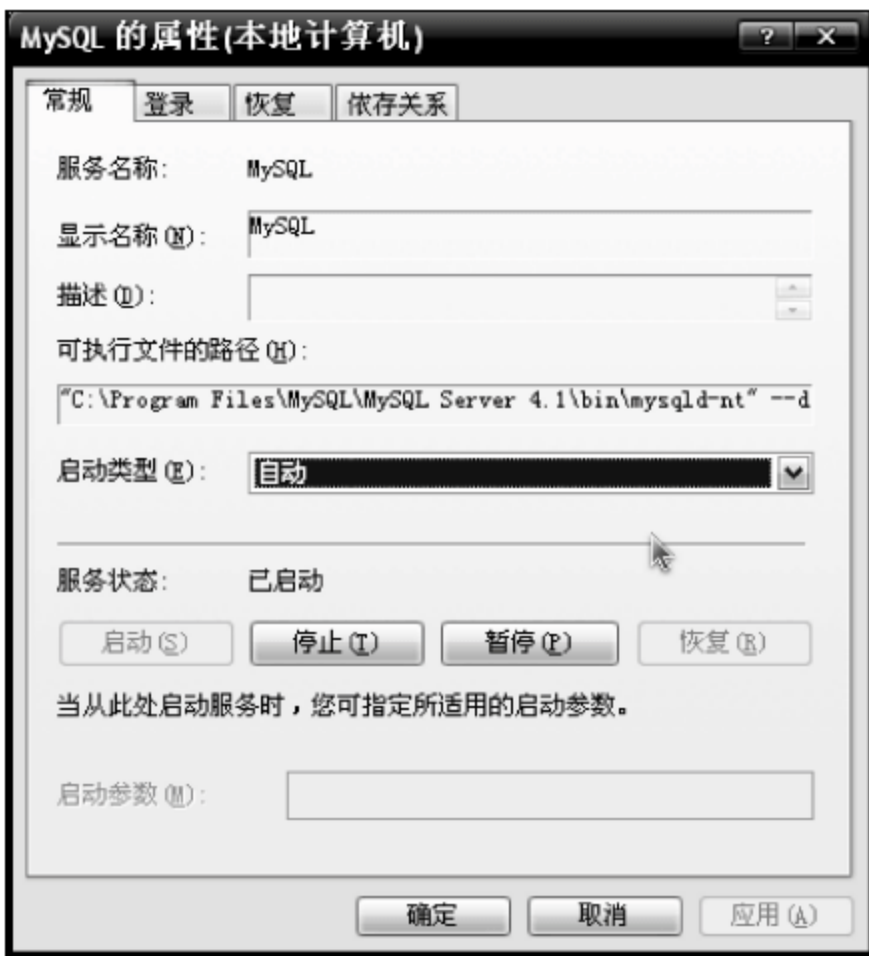 MySQL 的属性(本地计算机)
常规 登录 恢复 依存关系
服务名称: MySQL
显示名称(N): MySQL
描述(D):
可执行文件的路径(H):
"C:\Program Files\MySQL\MySQL Server 4.1\bin\mysqld-nt" --d
启动类型(E): 自动
服务状态: 已启动
启动(S) 停止(T) 暂停(P) 恢复(R)
当从此处启动服务时，您可指定所适用的启动参数。
启动参数(M):
确定 取消 应用(A)